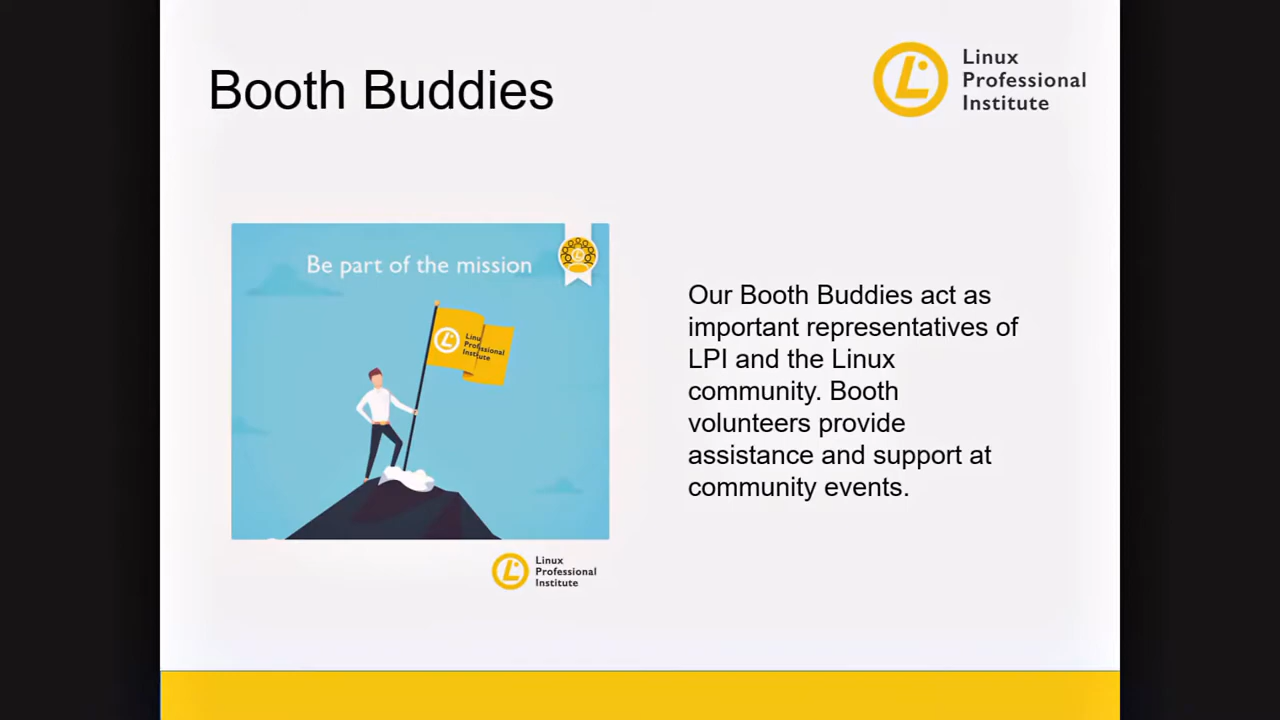 Booth Buddies
Linux
Professional
Institute
Be part of the mission
Linux
Professional
Institute
Our Booth Buddies act as
important representatives of
LPI and the Linux
community. Booth
volunteers provide
assistance and support at
community events.
Linux
Professional
Institute